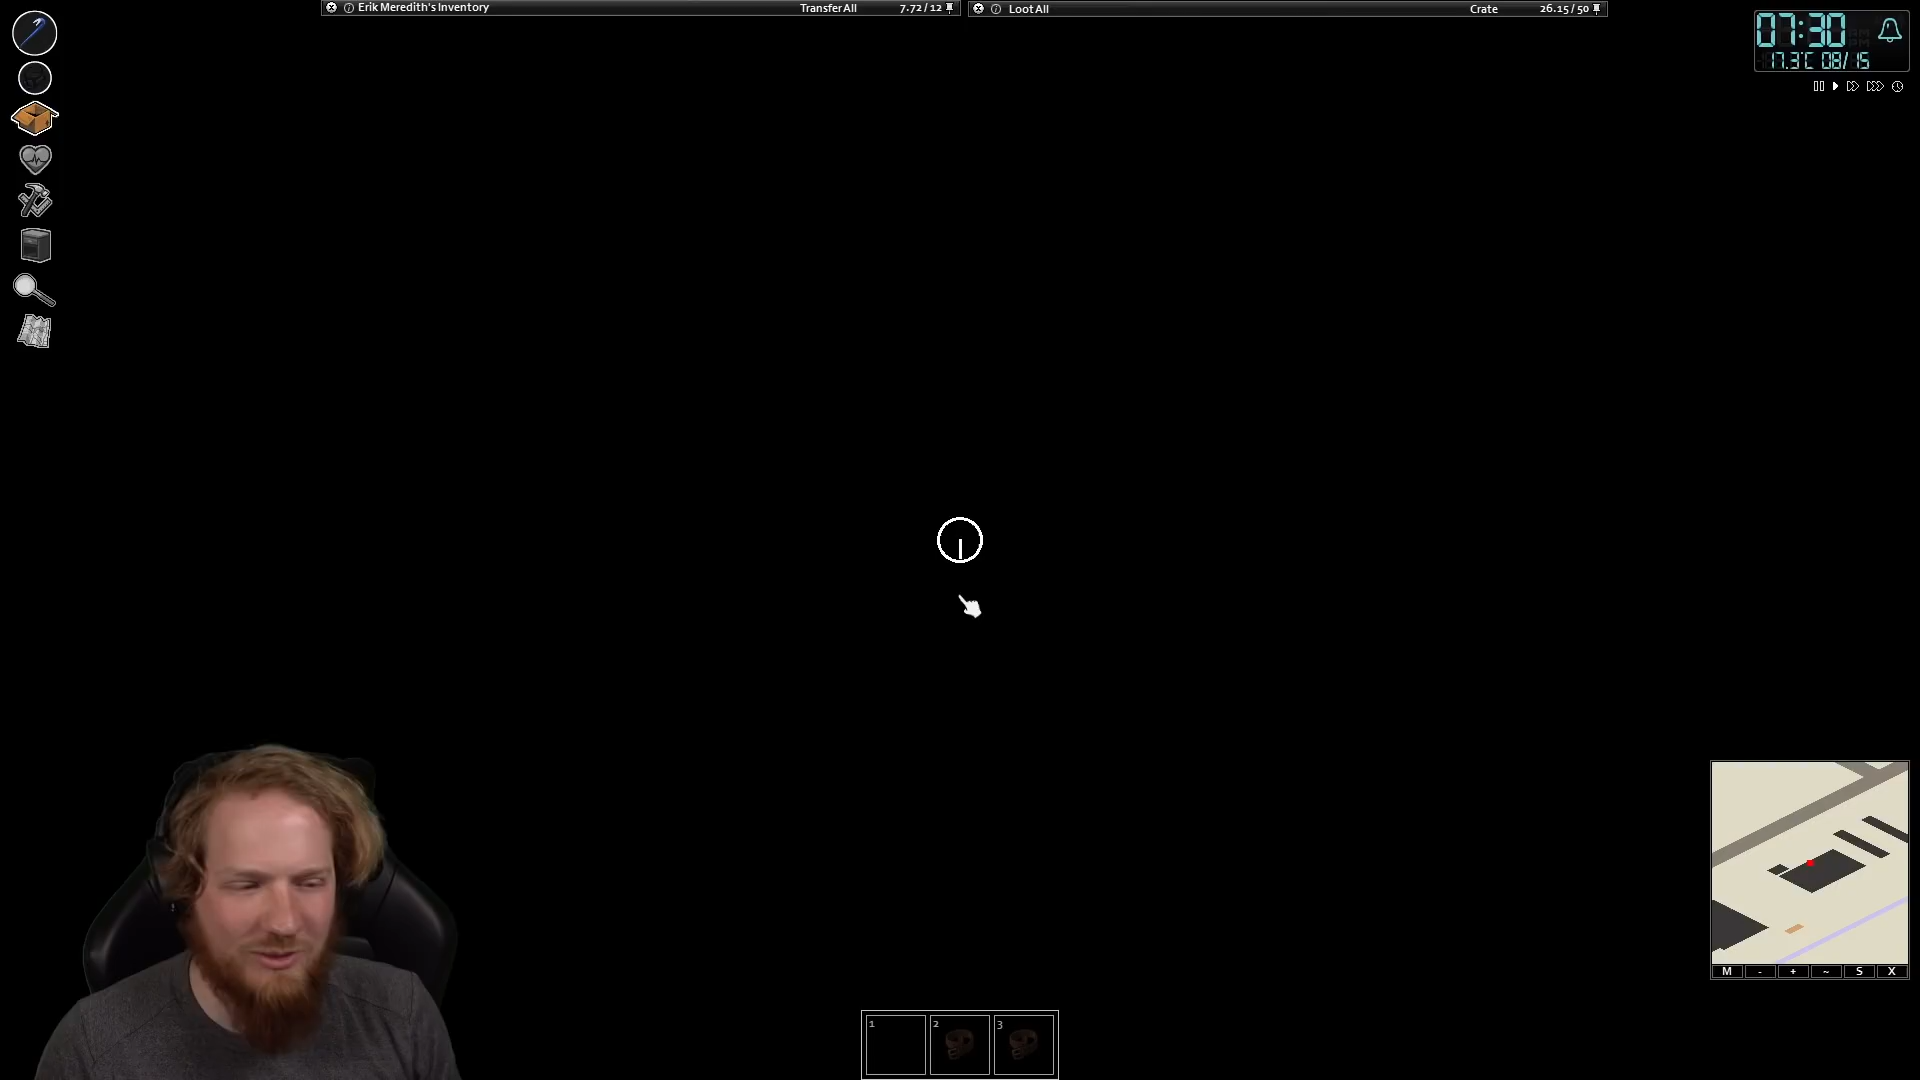 Erik Meredith's Inventory Transfer All 7.72 / 12
Loot All Crate 26.15 / 50
07:30
17.3°C 08/15
1 2 3
M - + ~ S X